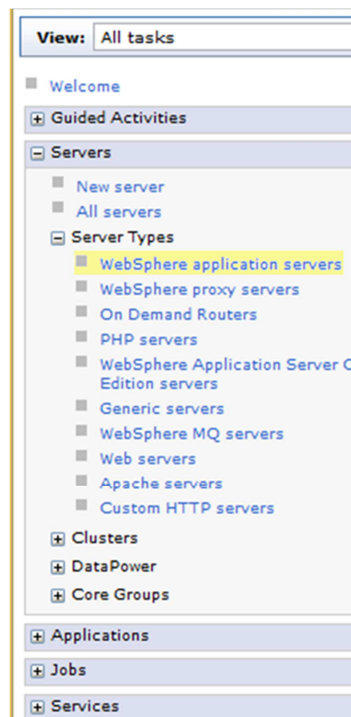 View: All tasks
Welcome
Guided Activities
Servers
New server
All servers
Server Types
WebSphere application servers
WebSphere proxy servers
On Demand Routers
PHP servers
WebSphere Application Server
Edition servers
Generic servers
WebSphere MQ servers
Web servers
Apache servers
Custom HTTP servers
Clusters
DataPower
Core Groups
Applications
Jobs
Services